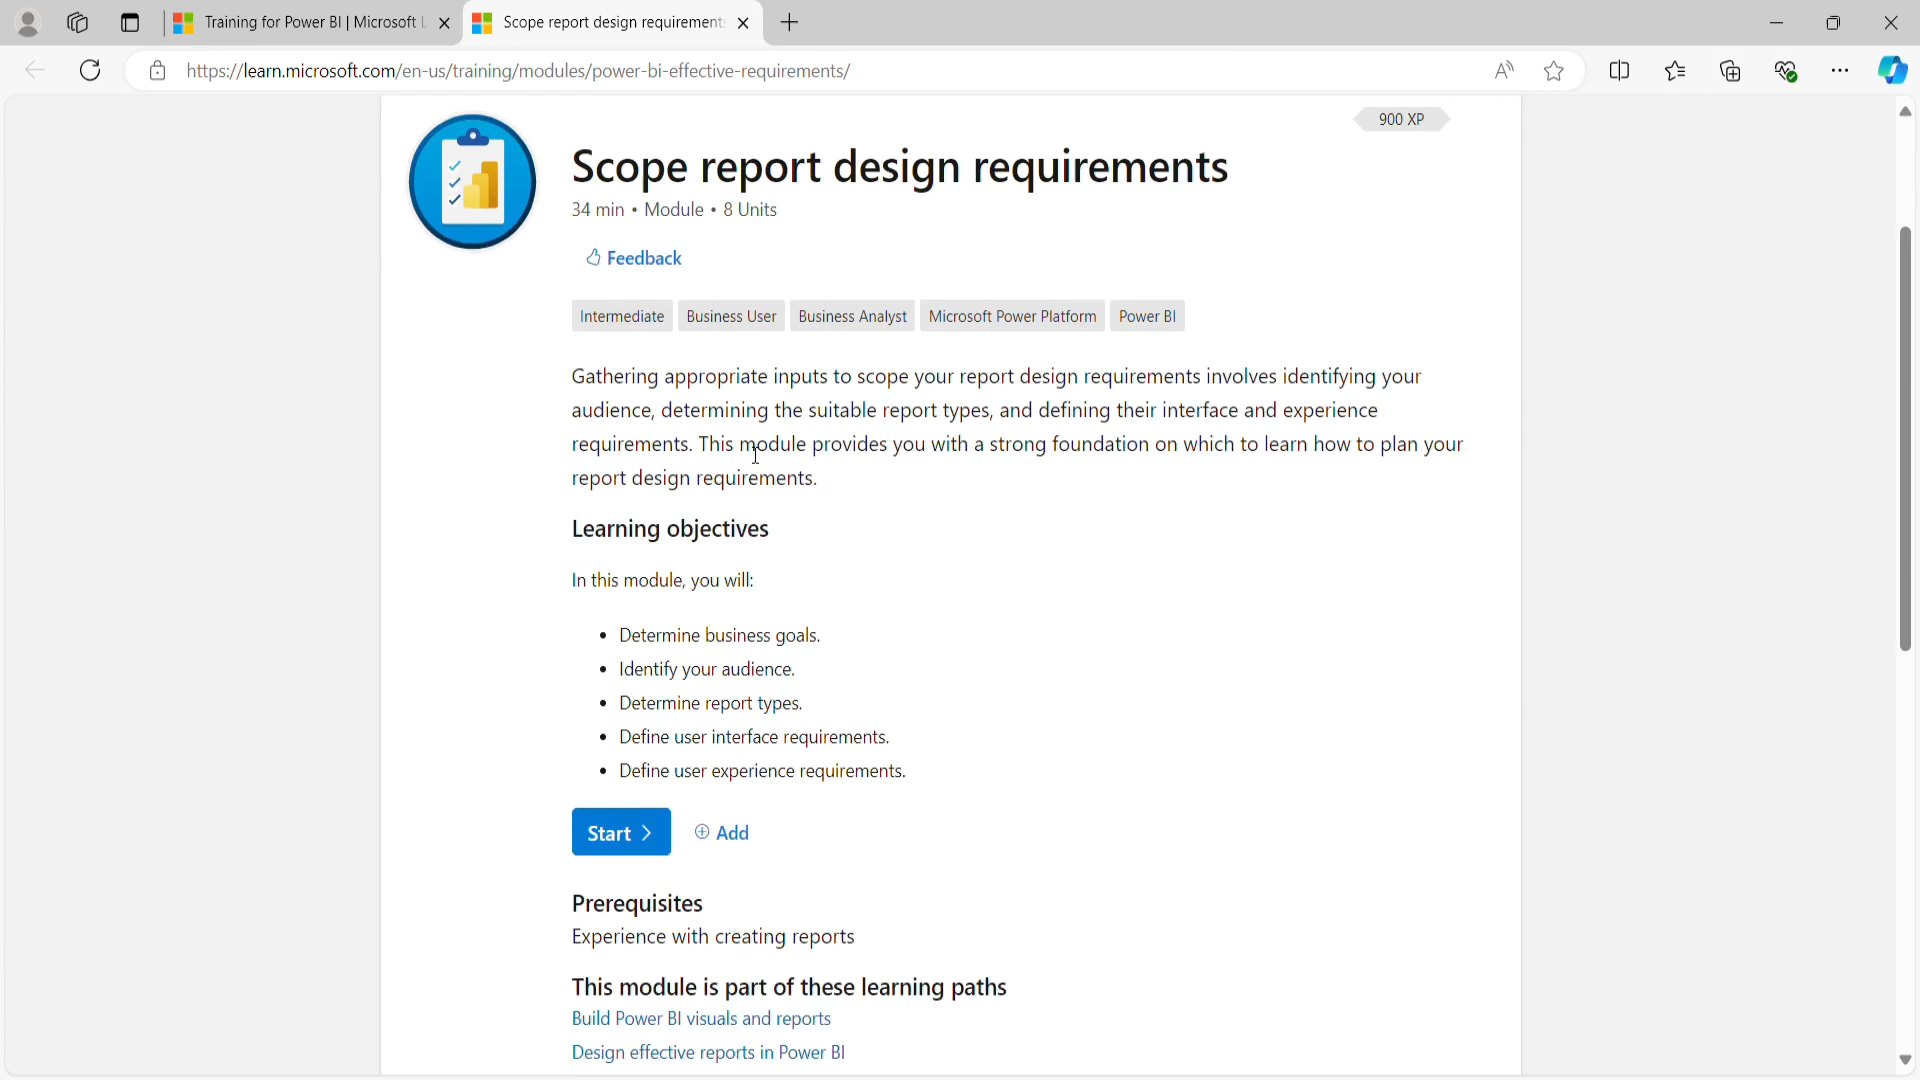 Training for Power BI | Microsoft L
Scope report design requirement
https://learn.microsoft.com/en-us/training/modules/power-bi-effective-requirements/
900 XP
Scope report design requirements
34 min • Module • 8 Units
Feedback
Intermediate Business User Business Analyst Microsoft Power Platform Power BI
Gathering appropriate inputs to scope your report design requirements involves identifying your
audience, determining the suitable report types, and defining their interface and experience
requirements. This module provides you with a strong foundation on which to learn how to plan your
report design requirements.
Learning objectives
In this module, you will:
• Determine business goals.
• Identify your audience.
• Determine report types.
• Define user interface requirements.
• Define user experience requirements.
Start
Add
Prerequisites
Experience with creating reports
This module is part of these learning paths
Build Power BI visuals and reports
Design effective reports in Power BI